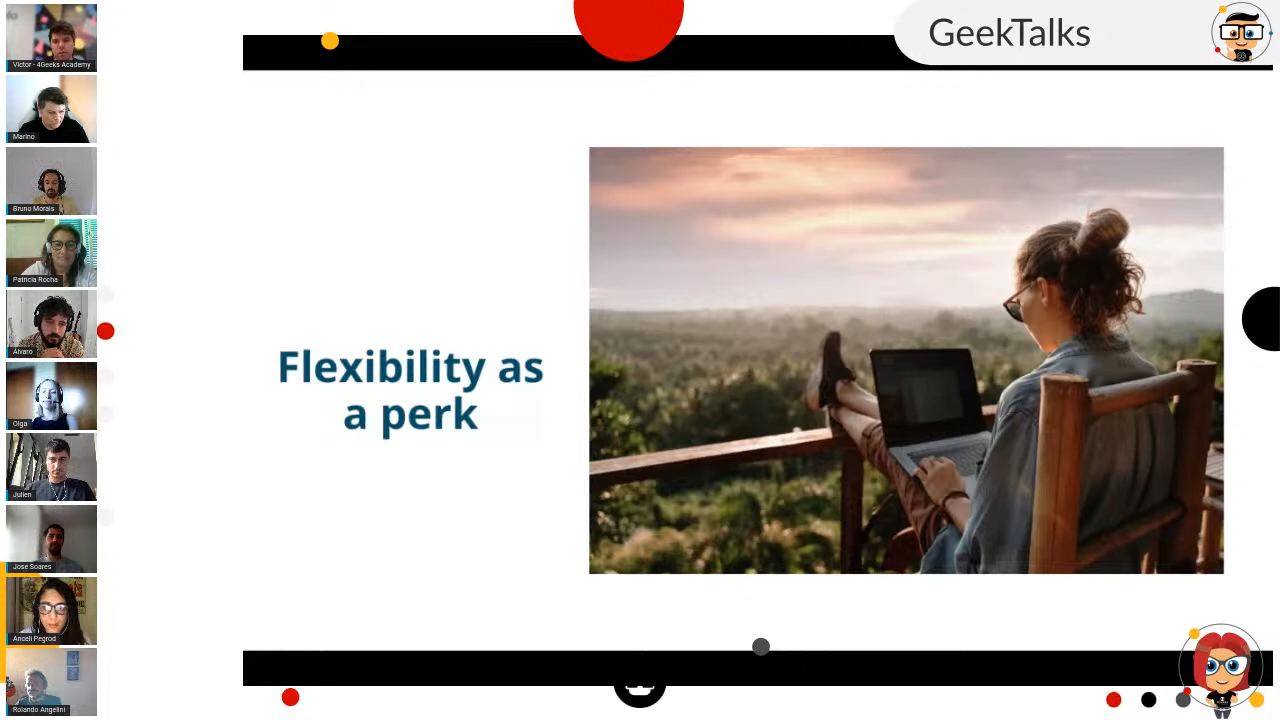 GeekTalks
Victor - 4Geeks Academy
Marino
Bruno Morais
Patricia Rocha
Alvaro
Olga
Julien
Jose Soares
Anceli Pegrod
Rolando Angelini
Flexibility as
a perk